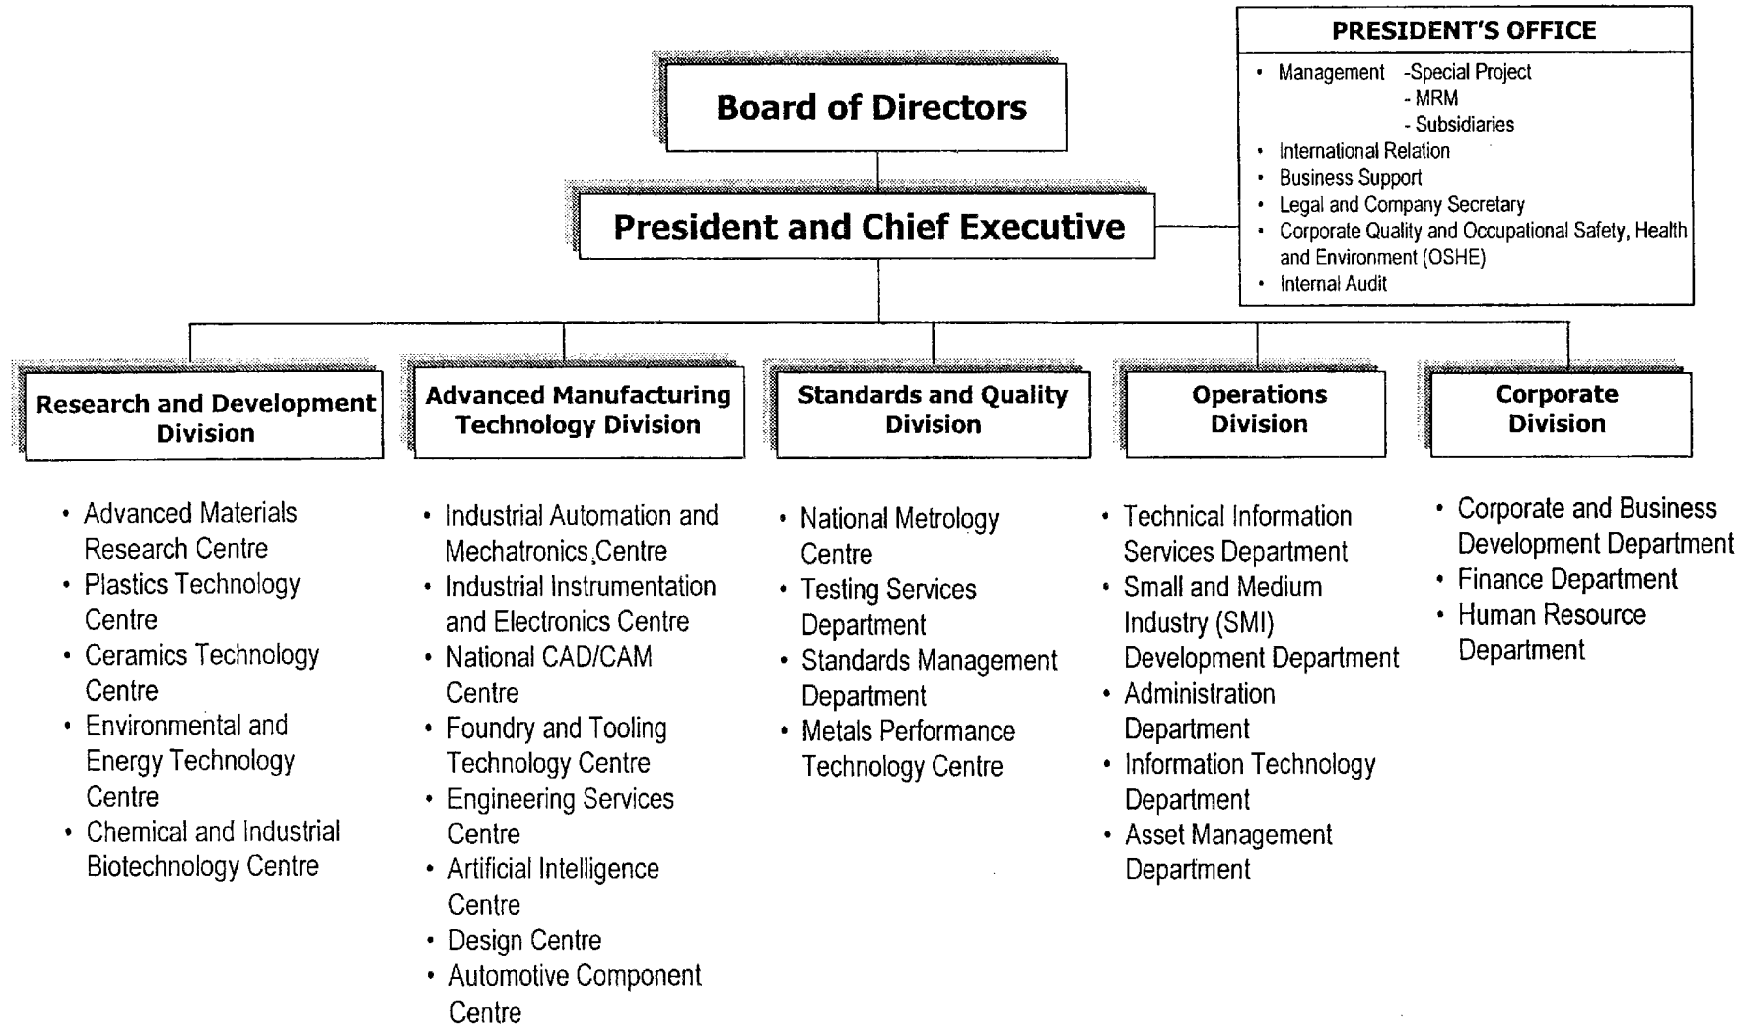 PRESIDENT'S OFFICE
• Management -Special Project
- MRM
- Subsidiaries
• International Relation
• Business Support
• Legal and Company Secretary
• Corporate Quality and Occupational Safety, Health
and Environment (OSHE)
• Internal Audit
Board of Directors
President and Chief Executive
Research and Development
Division
• Advanced Materials
Research Centre
• Plastics Technology
Centre
• Ceramics Technology
Centre
• Environmental and
Energy Technology
Centre
• Chemical and Industrial
Biotechnology Centre
Advanced Manufacturing
Technology Division
• Industrial Automation and
Mechatronics Centre
• Industrial Instrumentation
and Electronics Centre
• National CAD/CAM
Centre
• Foundry and Tooling
Technology Centre
• Engineering Services
Centre
• Artificial Intelligence
Centre
• Design Centre
• Automotive Component
Centre
Standards and Quality
Division
• National Metrology
Centre
• Testing Services
Department
• Standards Management
Department
• Metals Performance
Technology Centre
Operations
Division
• Technical Information
Services Department
• Small and Medium
Industry (SMI)
Development Department
• Administration
Department
• Information Technology
Department
• Asset Management
Department
Corporate
Division
• Corporate and Business
Development Department
• Finance Department
• Human Resource
Department